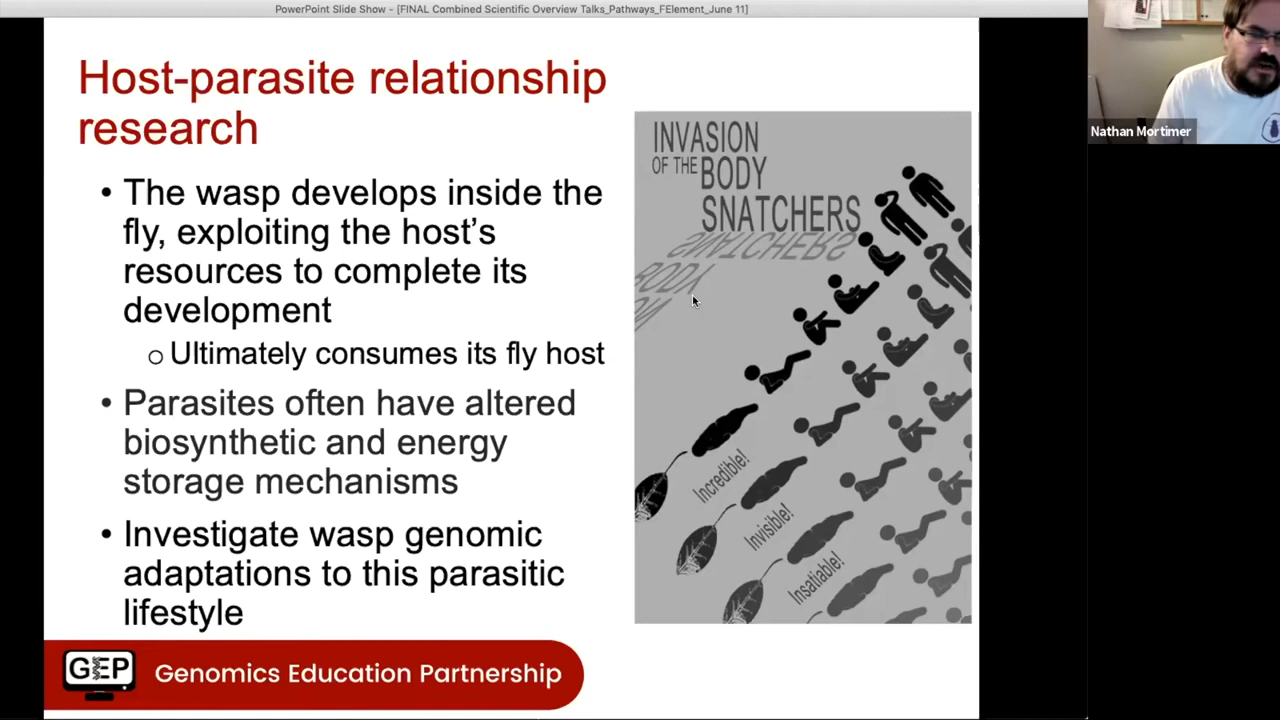 PowerPoint Slide Show - [FINAL Combined Scientific Overview Talks_Pathways_FElement_June 11]
Host-parasite relationship
research
• The wasp develops inside the
fly, exploiting the host's
resources to complete its
development
○ Ultimately consumes its fly host
• Parasites often have altered
biosynthetic and energy
storage mechanisms
• Investigate wasp genomic
adaptations to this parasitic
lifestyle
INVASION
OF THE BODY
SNATCHERS
SNATCHERS
BODY
Incredible!
Invisible!
Insatiable!
GEP
Genomics Education Partnership
Nathan Mortimer